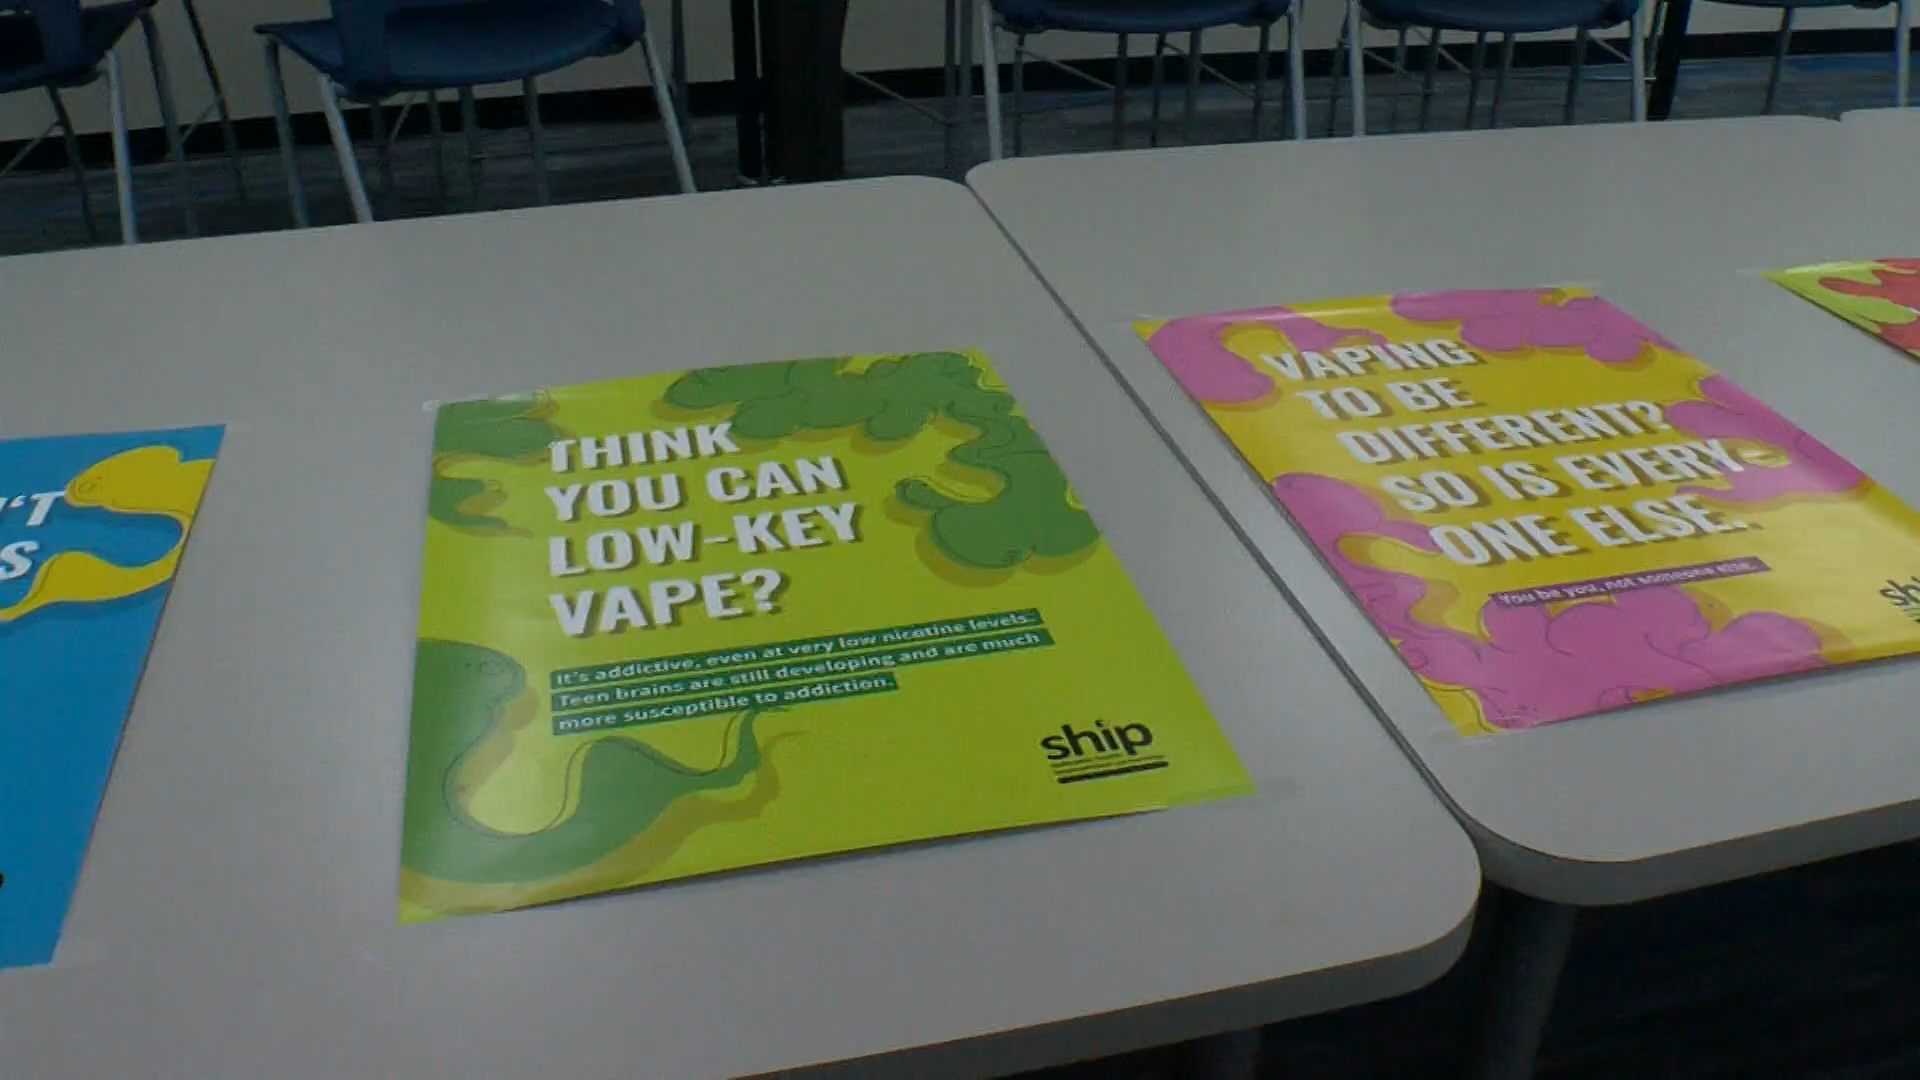 'T
S
THINK
YOU CAN
LOW-KEY
VAPE?
It's addictive, even at very low nicotine levels.
Teen brains are still developing and are much
more susceptible to addiction.
ship
VAPING
TO BE
DIFFERENT?
SO IS EVERY
ONE ELSE.
You be you, not someone else.
sh